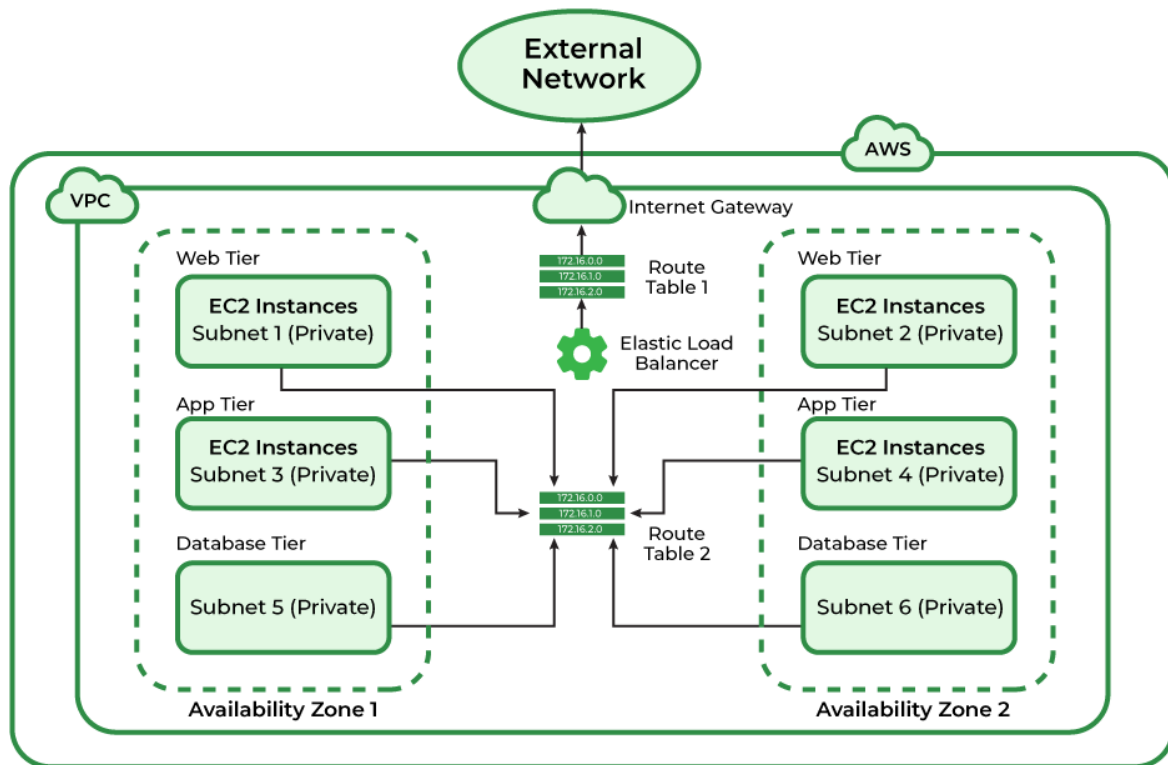 External
Network
AWS
VPC
Internet Gateway
Web Tier
EC2 Instances
Subnet 1 (Private)
172.16.0.0
172.16.1.0
172.16.2.0
Route
Table 1
Web Tier
EC2 Instances
Subnet 2 (Private)
Elastic Load
Balancer
App Tier
EC2 Instances
Subnet 3 (Private)
App Tier
EC2 Instances
Subnet 4 (Private)
172.16.0.0
172.16.1.0
172.16.2.0
Route
Table 2
Database Tier
Subnet 5 (Private)
Database Tier
Subnet 6 (Private)
Availability Zone 1
Availability Zone 2